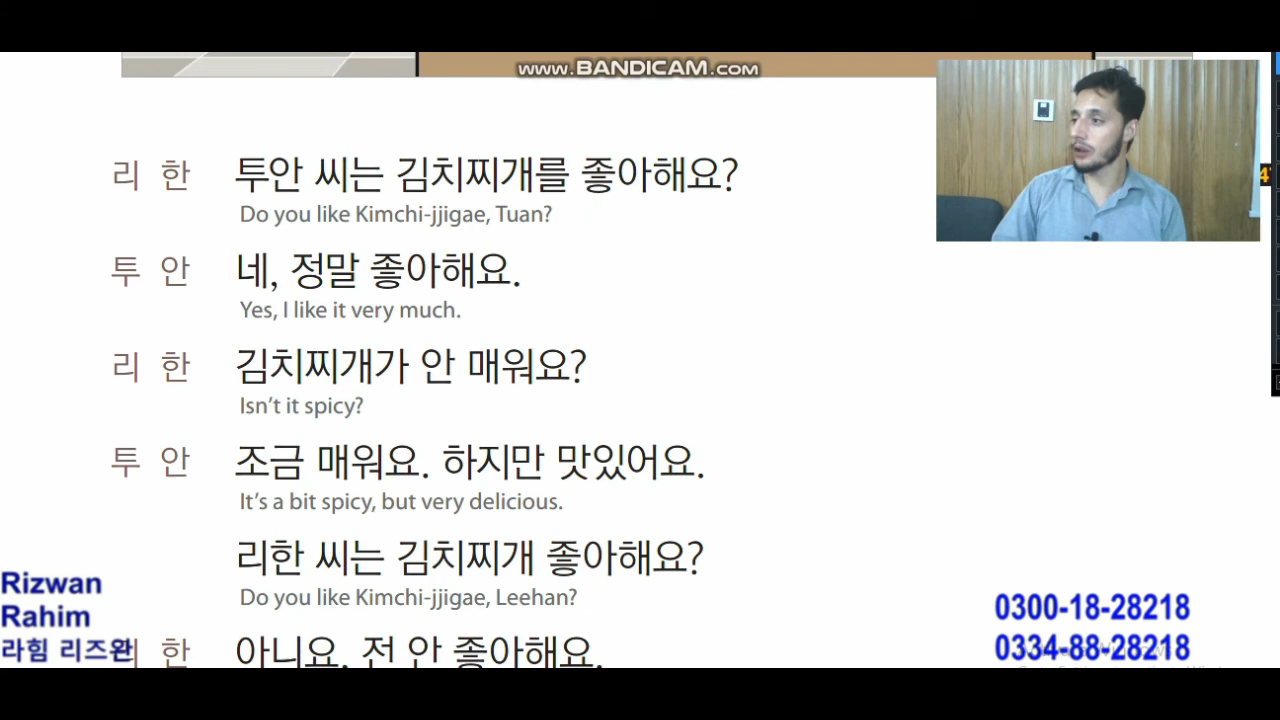 www.BANDICAM.com
리 한 투안 씨는 김치찌개를 좋아해요?
Do you like Kimchi-jjigae, Tuan?
투 안 네, 정말 좋아해요.
Yes, I like it very much.
리 한 김치찌개가 안 매워요?
Isn't it spicy?
투 안 조금 매워요. 하지만 맛있어요.
It's a bit spicy, but very delicious.
리한 씨는 김치찌개 좋아해요?
Do you like Kimchi-jjigae, Leehan?
한 아니요. 전 안 좋아해요.
Rizwan
Rahim
라힘 리즈완
0300-18-28218
0334-88-28218